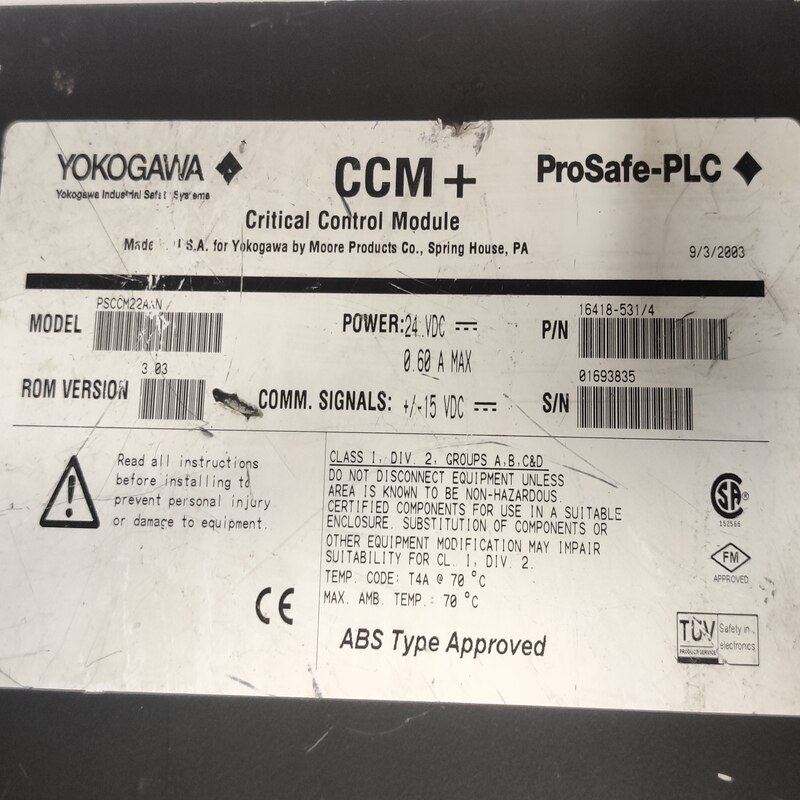 YOKOGAWA
Yokogawa Industrial Safety Systems
CCM +
ProSafe-PLC
Critical Control Module
Made U.S.A. for Yokogawa by Moore Products Co., Spring House, PA
9/3/2003
MODEL
PSCCM22AAN
POWER: 24 VDC
0.60 A MAX
P/N
16418-531/4
ROM VERSION
3.03
COMM. SIGNALS: +/-15 VDC
S/N
01693835
Read all instructions
before installing to
prevent personal injury
or damage to equipment.
CE
CLASS I, DIV. 2, GROUPS A,B,C&D
DO NOT DISCONNECT EQUIPMENT UNLESS
AREA IS KNOWN TO BE NON-HAZARDOUS.
CERTIFIED COMPONENTS FOR USE IN A SUITABLE
ENCLOSURE. SUBSTITUTION OF COMPONENTS OR
OTHER EQUIPMENT MODIFICATION MAY IMPAIR
SUITABILITY FOR CL. I, DIV. 2.
TEMP. CODE: T4A @ 70 °C
MAX. AMB. TEMP.: 70 °C
ABS Type Approved
SA ®
152566
FM
APPROVED
TÜV
PRODUCT SERVICE
Safety in
electronics